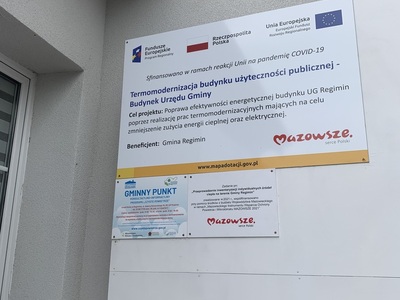 Fundusze
Europejskie
Program Regionalny
Rzeczpospolita
Polska
Unia Europejska
Europejski Fundusz
Rozwoju Regionalnego
Sfinansowano w ramach reakcji Unii na pandemię COVID-19
Termomodernizacja budynku użyteczności publicznej -
Budynek Urzędu Gminy
Cel projektu: Poprawa efektywności energetycznej budynku UG Regimin
poprzez realizację prac termomodernizacyjnych mających na celu
zmniejszenie zużycia energii cieplnej oraz elektrycznej.
Beneficjent: Gmina Regimin
Mazowsze.
serce Polski
www.mapadotacji.gov.pl
GMINNY PUNKT
Mazowsze.
serce Polski